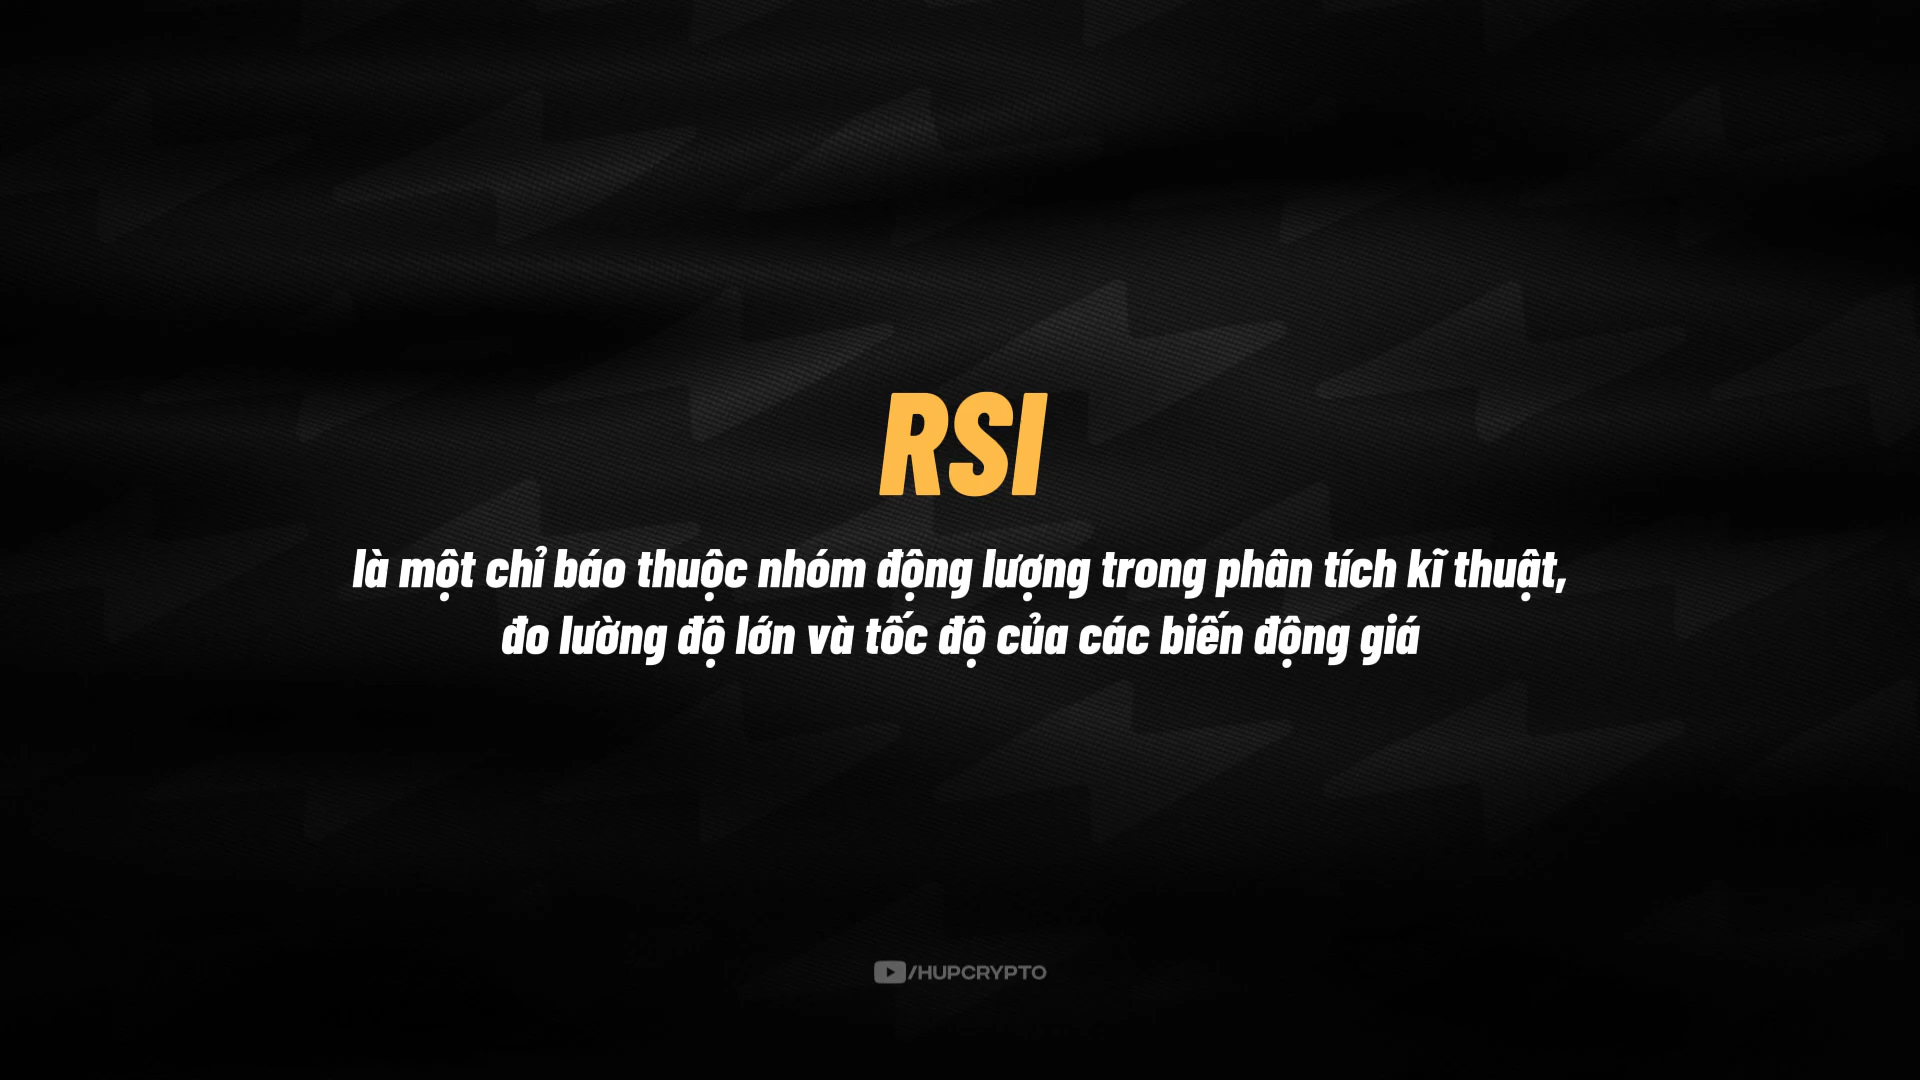 RSI
là một chỉ báo thuộc nhóm động lượng trong phân tích kĩ thuật,
đo lường độ lớn và tốc độ của các biến động giá
/HUPCRYPTO